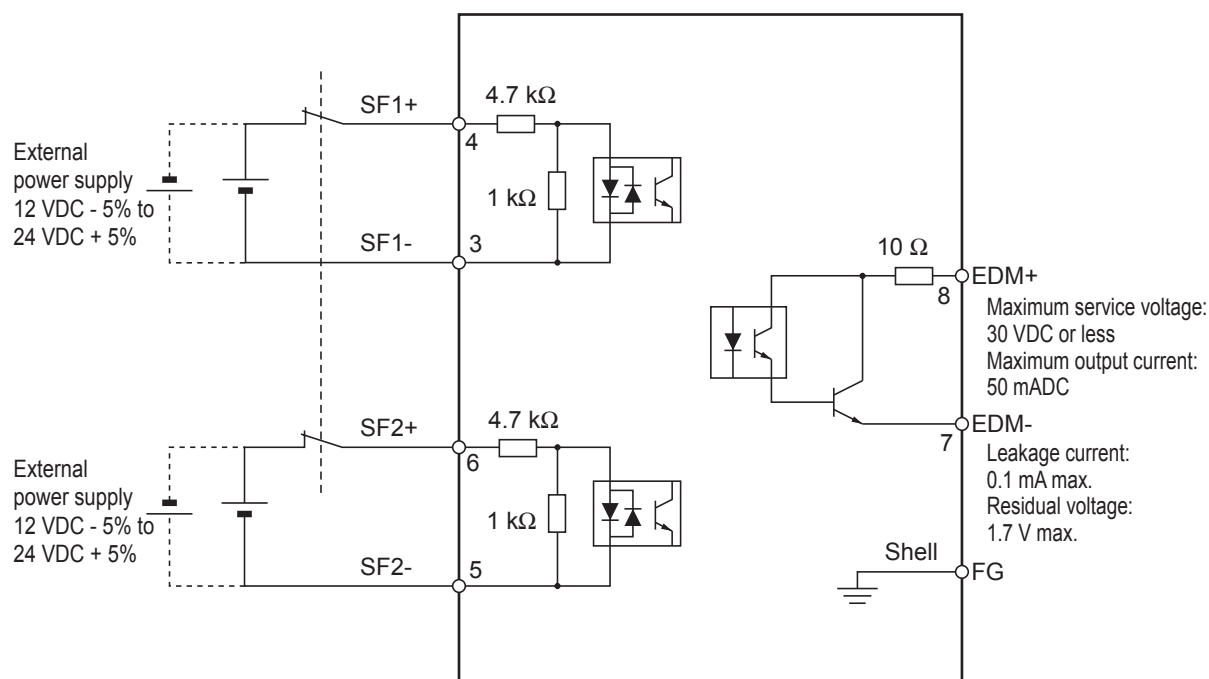 SF1+
4.7 kΩ
4
External
power supply
12 VDC - 5% to
24 VDC + 5%
1 kΩ
SF1-
3
10 Ω
EDM+
8
Maximum service voltage:
30 VDC or less
Maximum output current:
50 mADC
EDM-
7
Leakage current:
0.1 mA max.
Residual voltage:
1.7 V max.
SF2+
4.7 kΩ
6
External
power supply
12 VDC - 5% to
24 VDC + 5%
1 kΩ
SF2-
5
Shell
FG